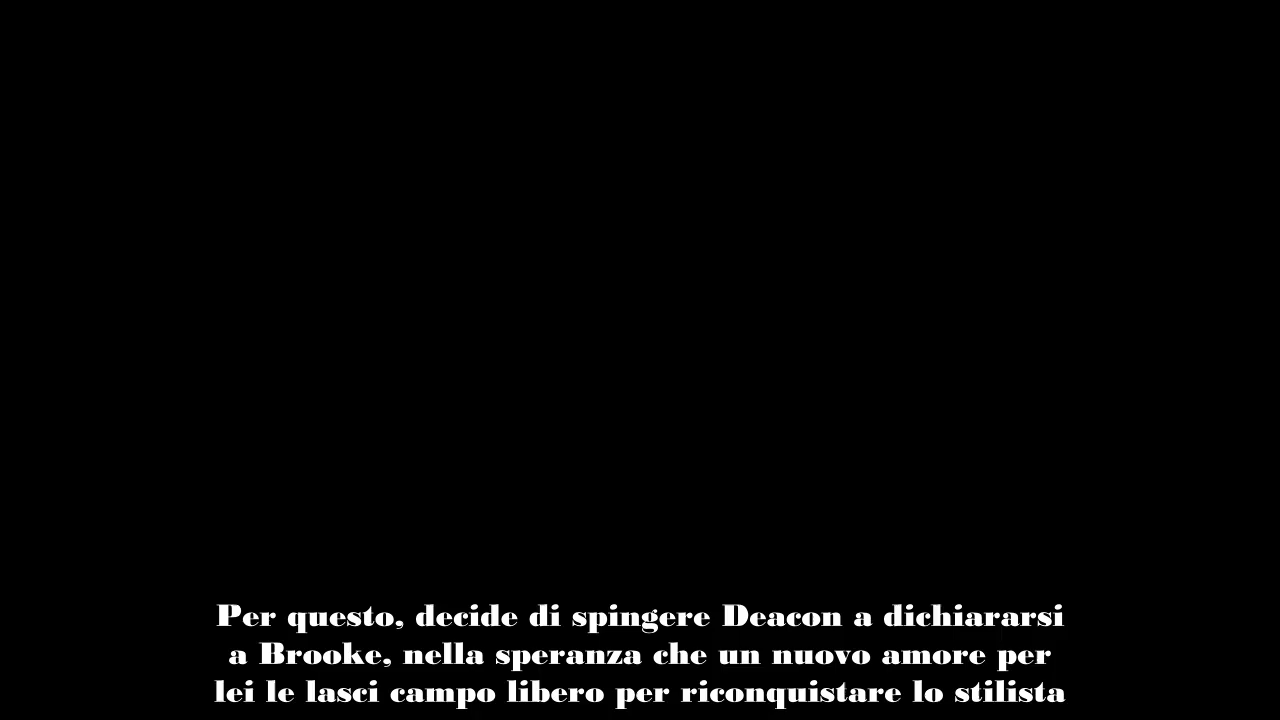 Per questo, decide di spingere Deacon a dichiararsi
a Brooke, nella speranza che un nuovo amore per
lei le lasci campo libero per riconquistare lo stilista